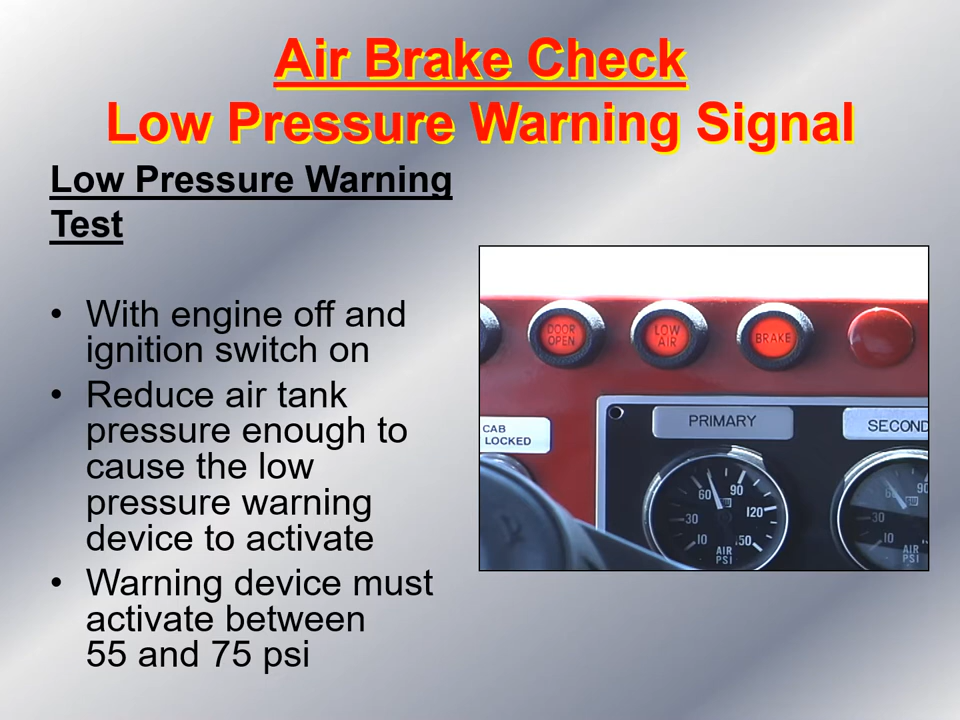 Air Brake Check
Low Pressure Warning Signal
Low Pressure Warning
Test
• With engine off and
ignition switch on
• Reduce air tank
pressure enough to
cause the low
pressure warning
device to activate
• Warning device must
activate between
55 and 75 psi
DOOR
OPEN
LOW
AIR
BRAKE
CAB
LOCKED
PRIMARY
SECOND
60 90
30 120
10 150
AIR
PSI
60 90
30
10
AIR
PSI